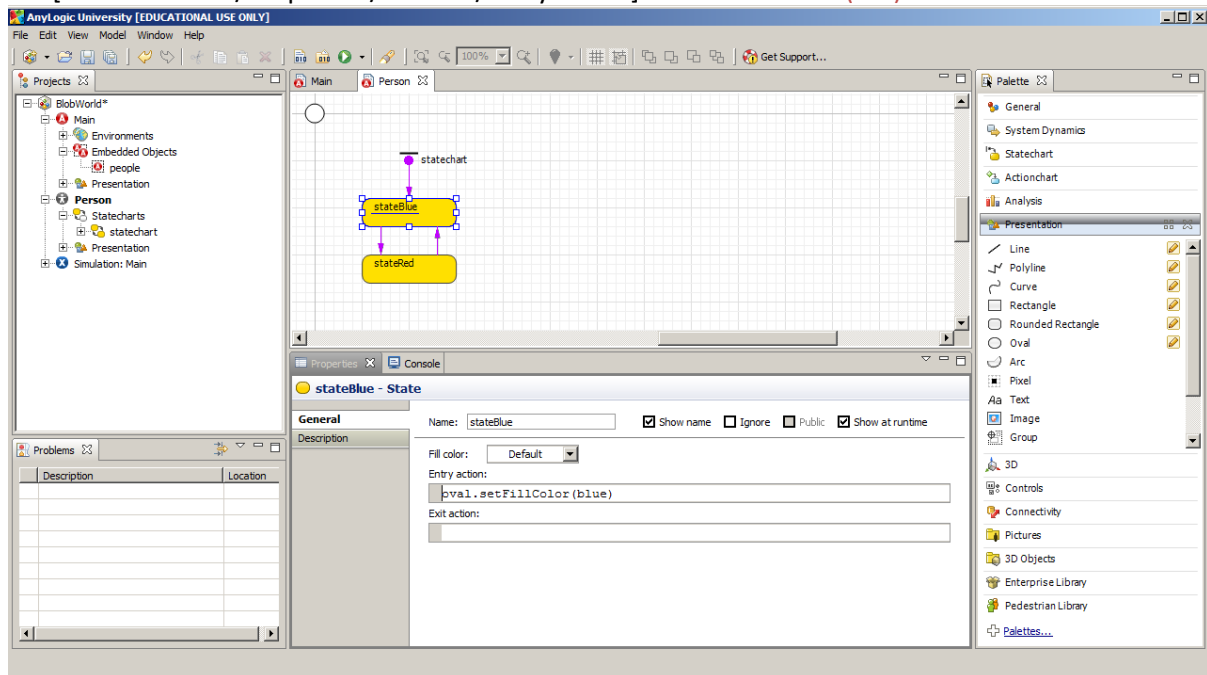 AnyLogic University [EDUCATIONAL USE ONLY]
File Edit View Model Window Help
100% Get Support...
Projects
BlobWorld*
Main
Environments
Embedded Objects
people
Presentation
Person
Statecharts
statechart
Presentation
Simulation: Main
Problems
Description Location
Main Person
statechart
stateBlue
stateRed
Properties Console
stateBlue - State
General
Description
Name: stateBlue Show name Ignore Public Show at runtime
Fill color: Default
Entry action:
oval.setFillColor(blue)
Exit action:
Palette
General
System Dynamics
Statechart
Actionchart
Analysis
Presentation
Line
Polyline
Curve
Rectangle
Rounded Rectangle
Oval
Arc
Pixel
Aa Text
Image
Group
3D
Controls
Connectivity
Pictures
3D Objects
Enterprise Library
Pedestrian Library
Palettes...